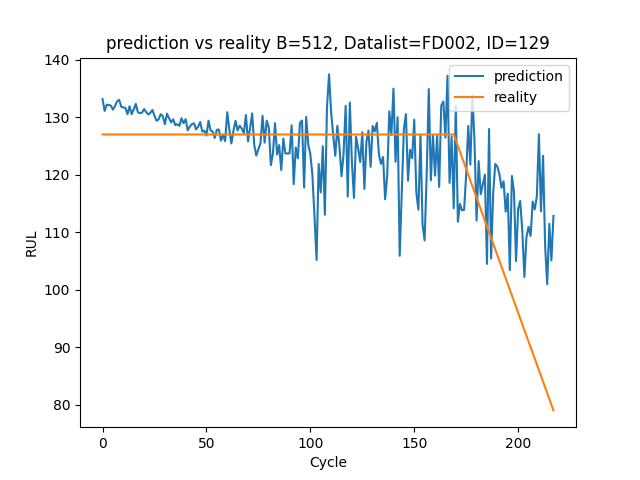 prediction vs reality B=512, Datalist=FD002, ID=129
prediction
reality
RUL
140
130
120
110
100
90
80
0 50 100 150 200
Cycle